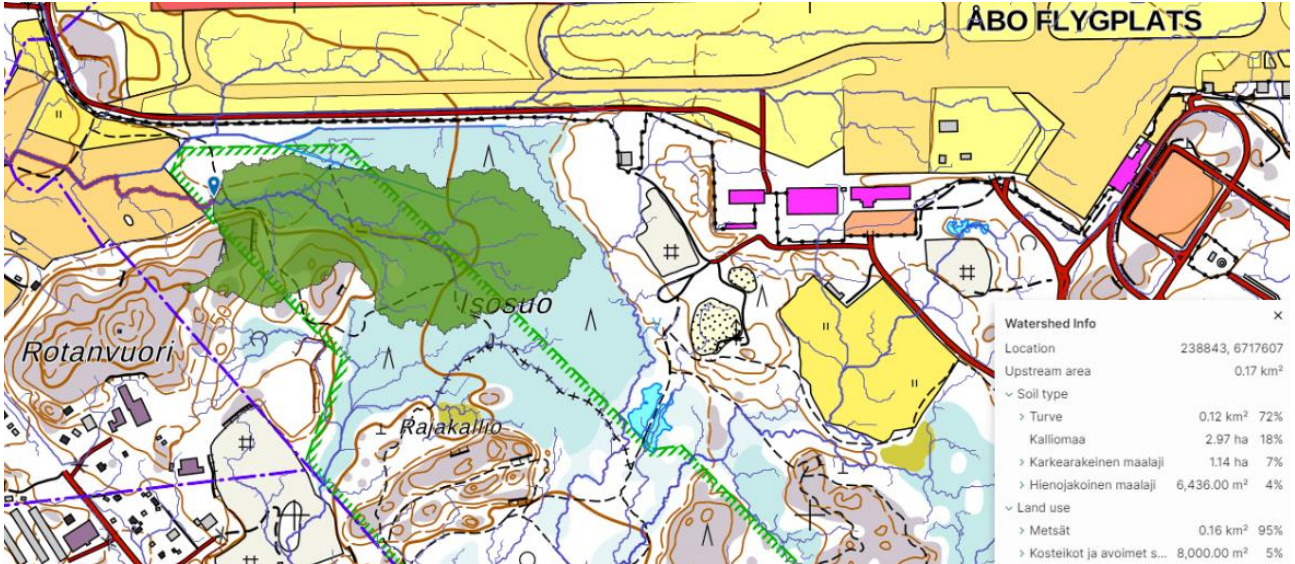 ÅBO FLYGPLATS
Isosuo
Rotanvuori
Rajakallio
Watershed Info
Location 238843, 6717607
Upstream area 0.17 km²
Soil type
Turve 0.12 km² 72%
Kalliomaa 2.97 ha 18%
Karkearakeinen maalaji 1.14 ha 7%
Hienojakoinen maalaji 6,436.00 m² 4%
Land use
Metsät 0.16 km² 95%
Kosteikot ja avoimet s... 8,000.00 m² 5%